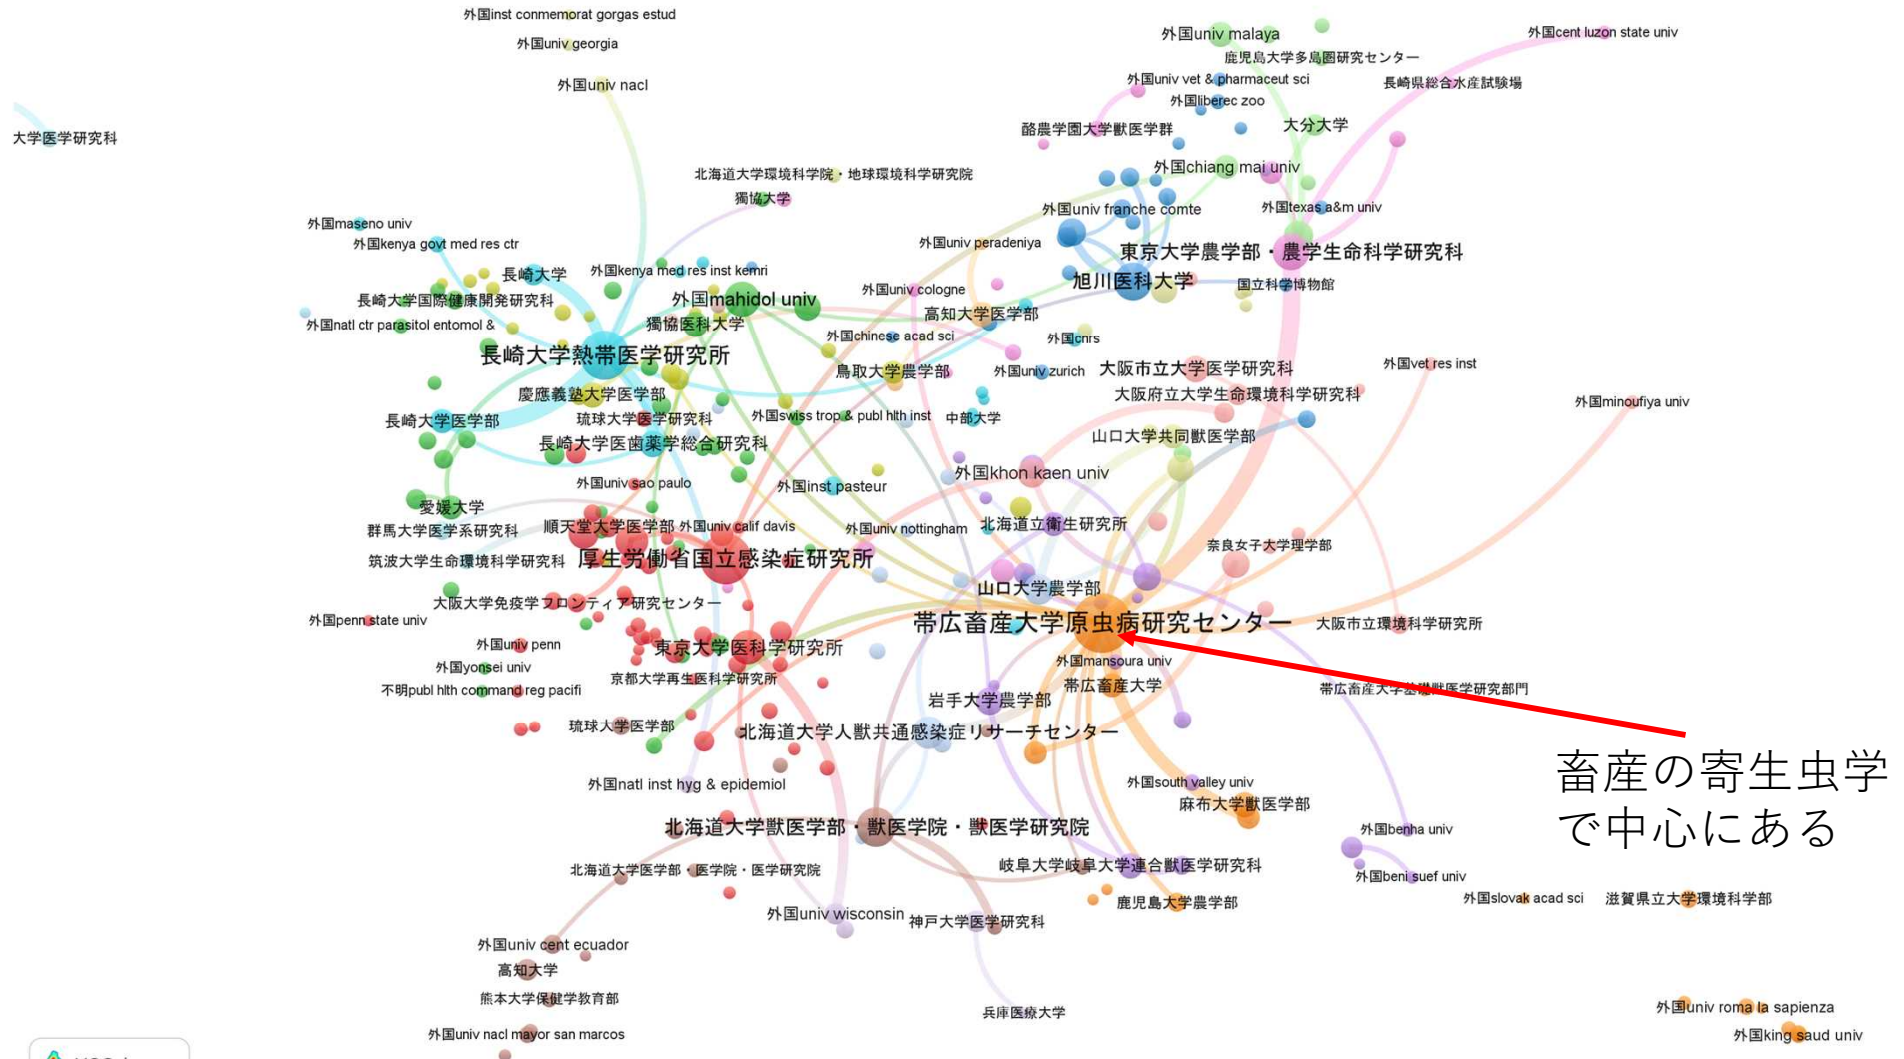 外国inst conmemorat gorgas estud
外国univ georgia
外国univ malaya
外国cent luzon state univ
鹿児島大学多島圏研究センター
外国univ vet & pharmaceut sci
長崎県総合水産試験場
外国univ nacl
外国liberec zoo
大学医学研究科
酪農学園大学獣医学群
大分大学
外国chiang mai univ
北海道大学環境科学院・地球環境科学研究院
獨協大学
外国univ franche comte
外国texas a&m univ
外国maseno univ
外国kenya govt med res ctr
外国univ peradeniya
東京大学農学部・農学生命科学研究科
長崎大学
外国kenya med res inst kemri
旭川医科大学
国立科学博物館
長崎大学国際健康開発研究科
外国mahidol univ
外国univ cologne
高知大学医学部
外国natl ctr parasitol entomol &
獨協医科大学
外国chinese acad sci
外国cnrs
長崎大学熱帯医学研究所
鳥取大学農学部
外国univ zurich
大阪市立大学医学研究科
外国vet res inst
慶應義塾大学医学部
大阪府立大学生命環境科学研究科
外国minoufiya univ
長崎大学医学部
琉球大学医学研究科
外国swiss trop & publ hlth inst
中部大学
長崎大学医歯薬学総合研究科
山口大学共同獣医学部
外国univ sao paulo
外国inst pasteur
外国khon kaen univ
愛媛大学
群馬大学医学系研究科
順天堂大学医学部
外国univ calif davis
外国univ nottingham
北海道立衛生研究所
筑波大学生命環境科学研究科
厚生労働省国立感染症研究所
奈良女子大学理学部
山口大学農学部
大阪大学免疫学フロンティア研究センター
外国penn state univ
帯広畜産大学原虫病研究センター
大阪市立環境科学研究所
外国univ penn
東京大学医科学研究所
外国yonsei univ
外国mansoura univ
不明publ hlth command reg pacifi
京都大学再生医科学研究所
帯広畜産大学
帯広畜産大学基礎獣医学研究部門
岩手大学農学部
琉球大学医学部
北海道大学人獣共通感染症リサーチセンター
畜産の寄生虫学
で中心にある
外国natl inst hyg & epidemiol
外国south valley univ
麻布大学獣医学部
北海道大学獣医学部・獣医学院・獣医学研究院
外国benha univ
北海道大学医学部・医学院・医学研究院
岐阜大学岐阜大学連合獣医学研究科
外国beni suef univ
鹿児島大学農学部
外国slovak acad sci
滋賀県立大学環境科学部
外国univ wisconsin
神戸大学医学研究科
外国univ cent ecuador
高知大学
熊本大学保健学教育部
兵庫医療大学
外国univ roma la sapienza
外国univ nacl mayor san marcos
外国king saud univ